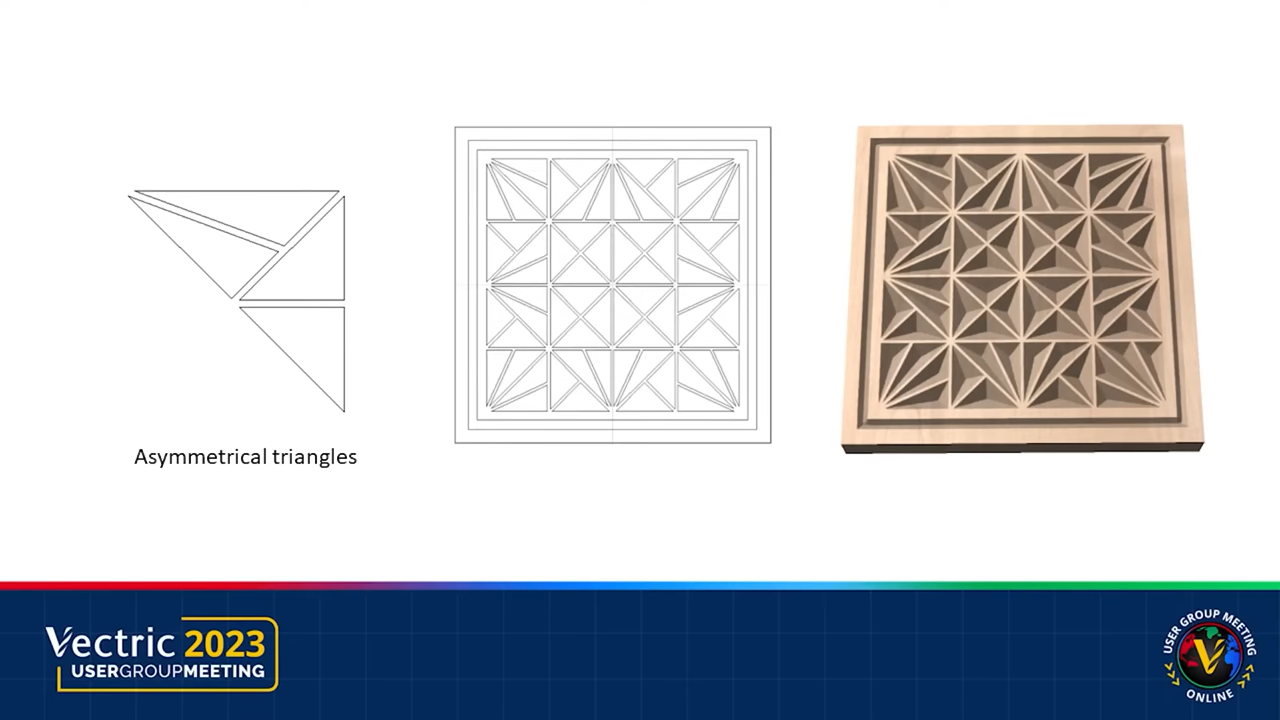 Asymmetrical triangles
Vectric 2023
USERGROUPMEETING
USER GROUP MEETING
V
ONLINE